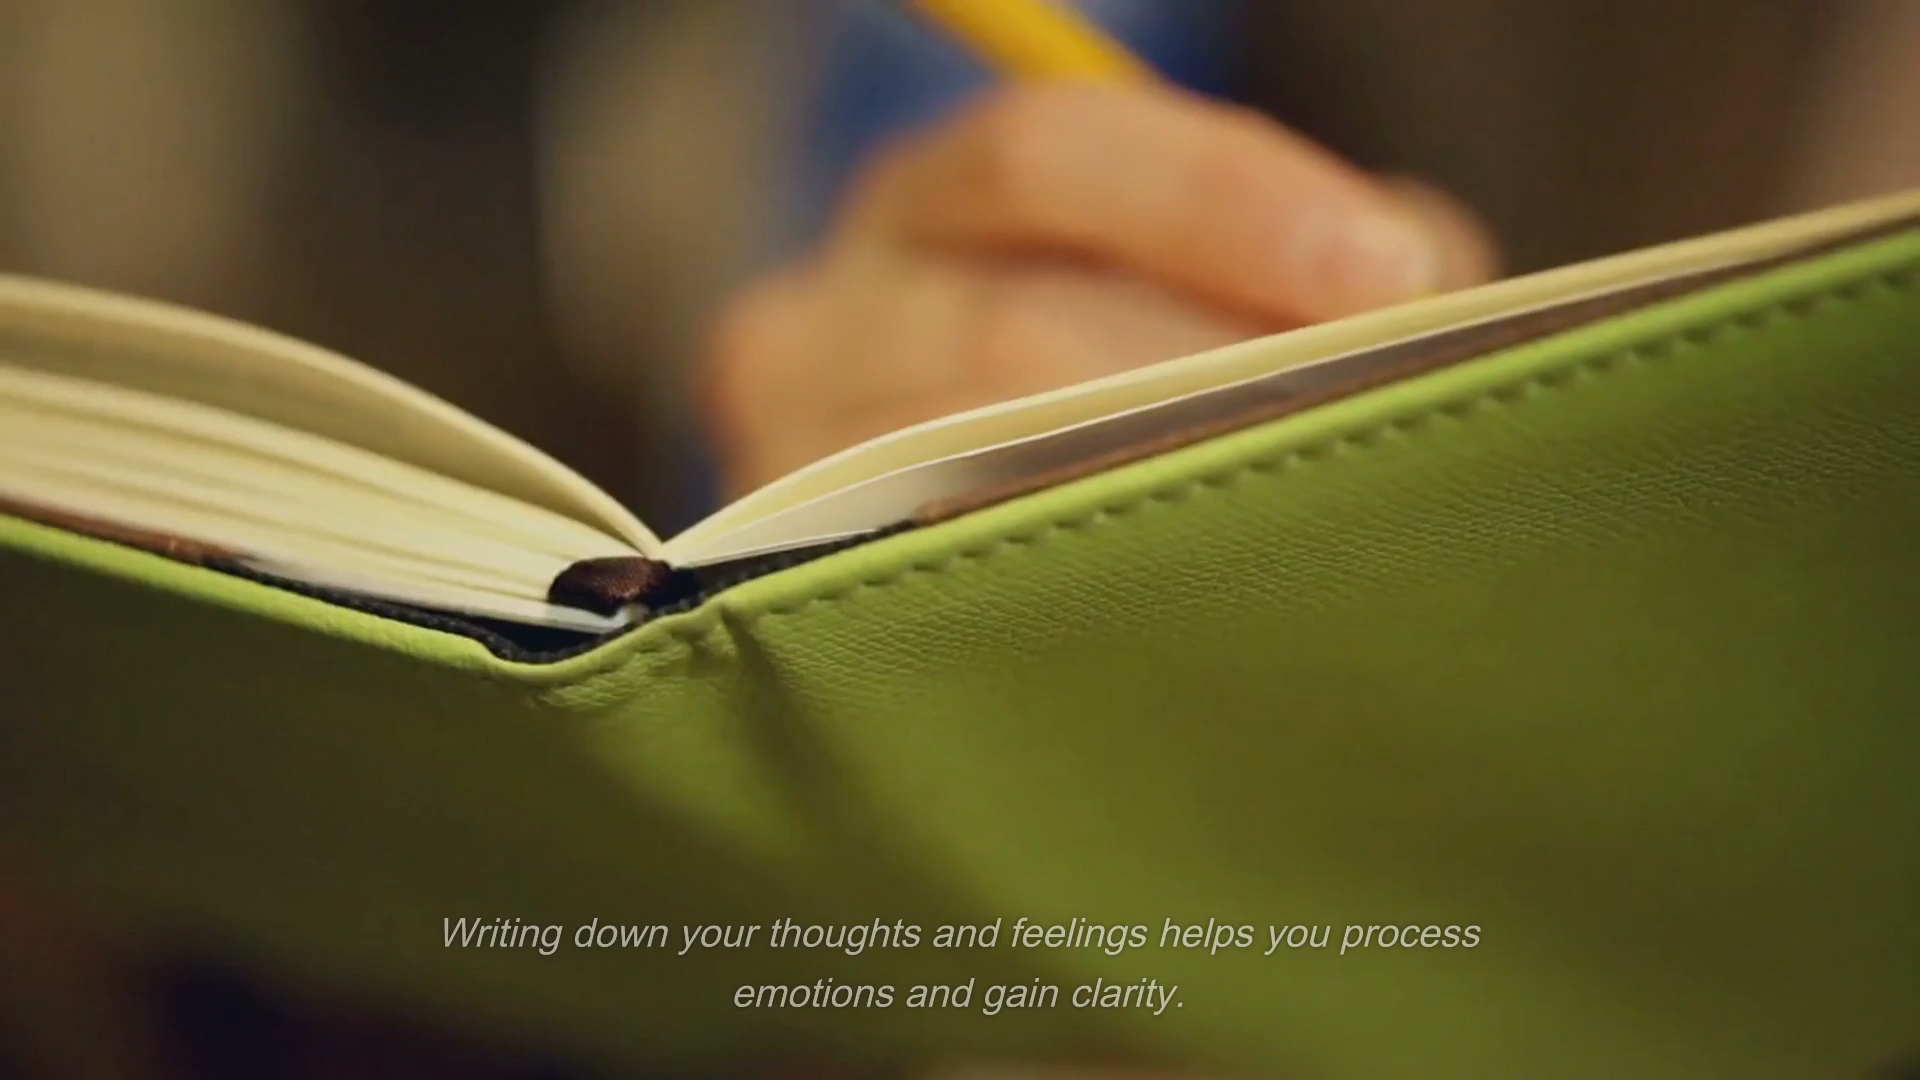 Writing down your thoughts and feelings helps you process
emotions and gain clarity.